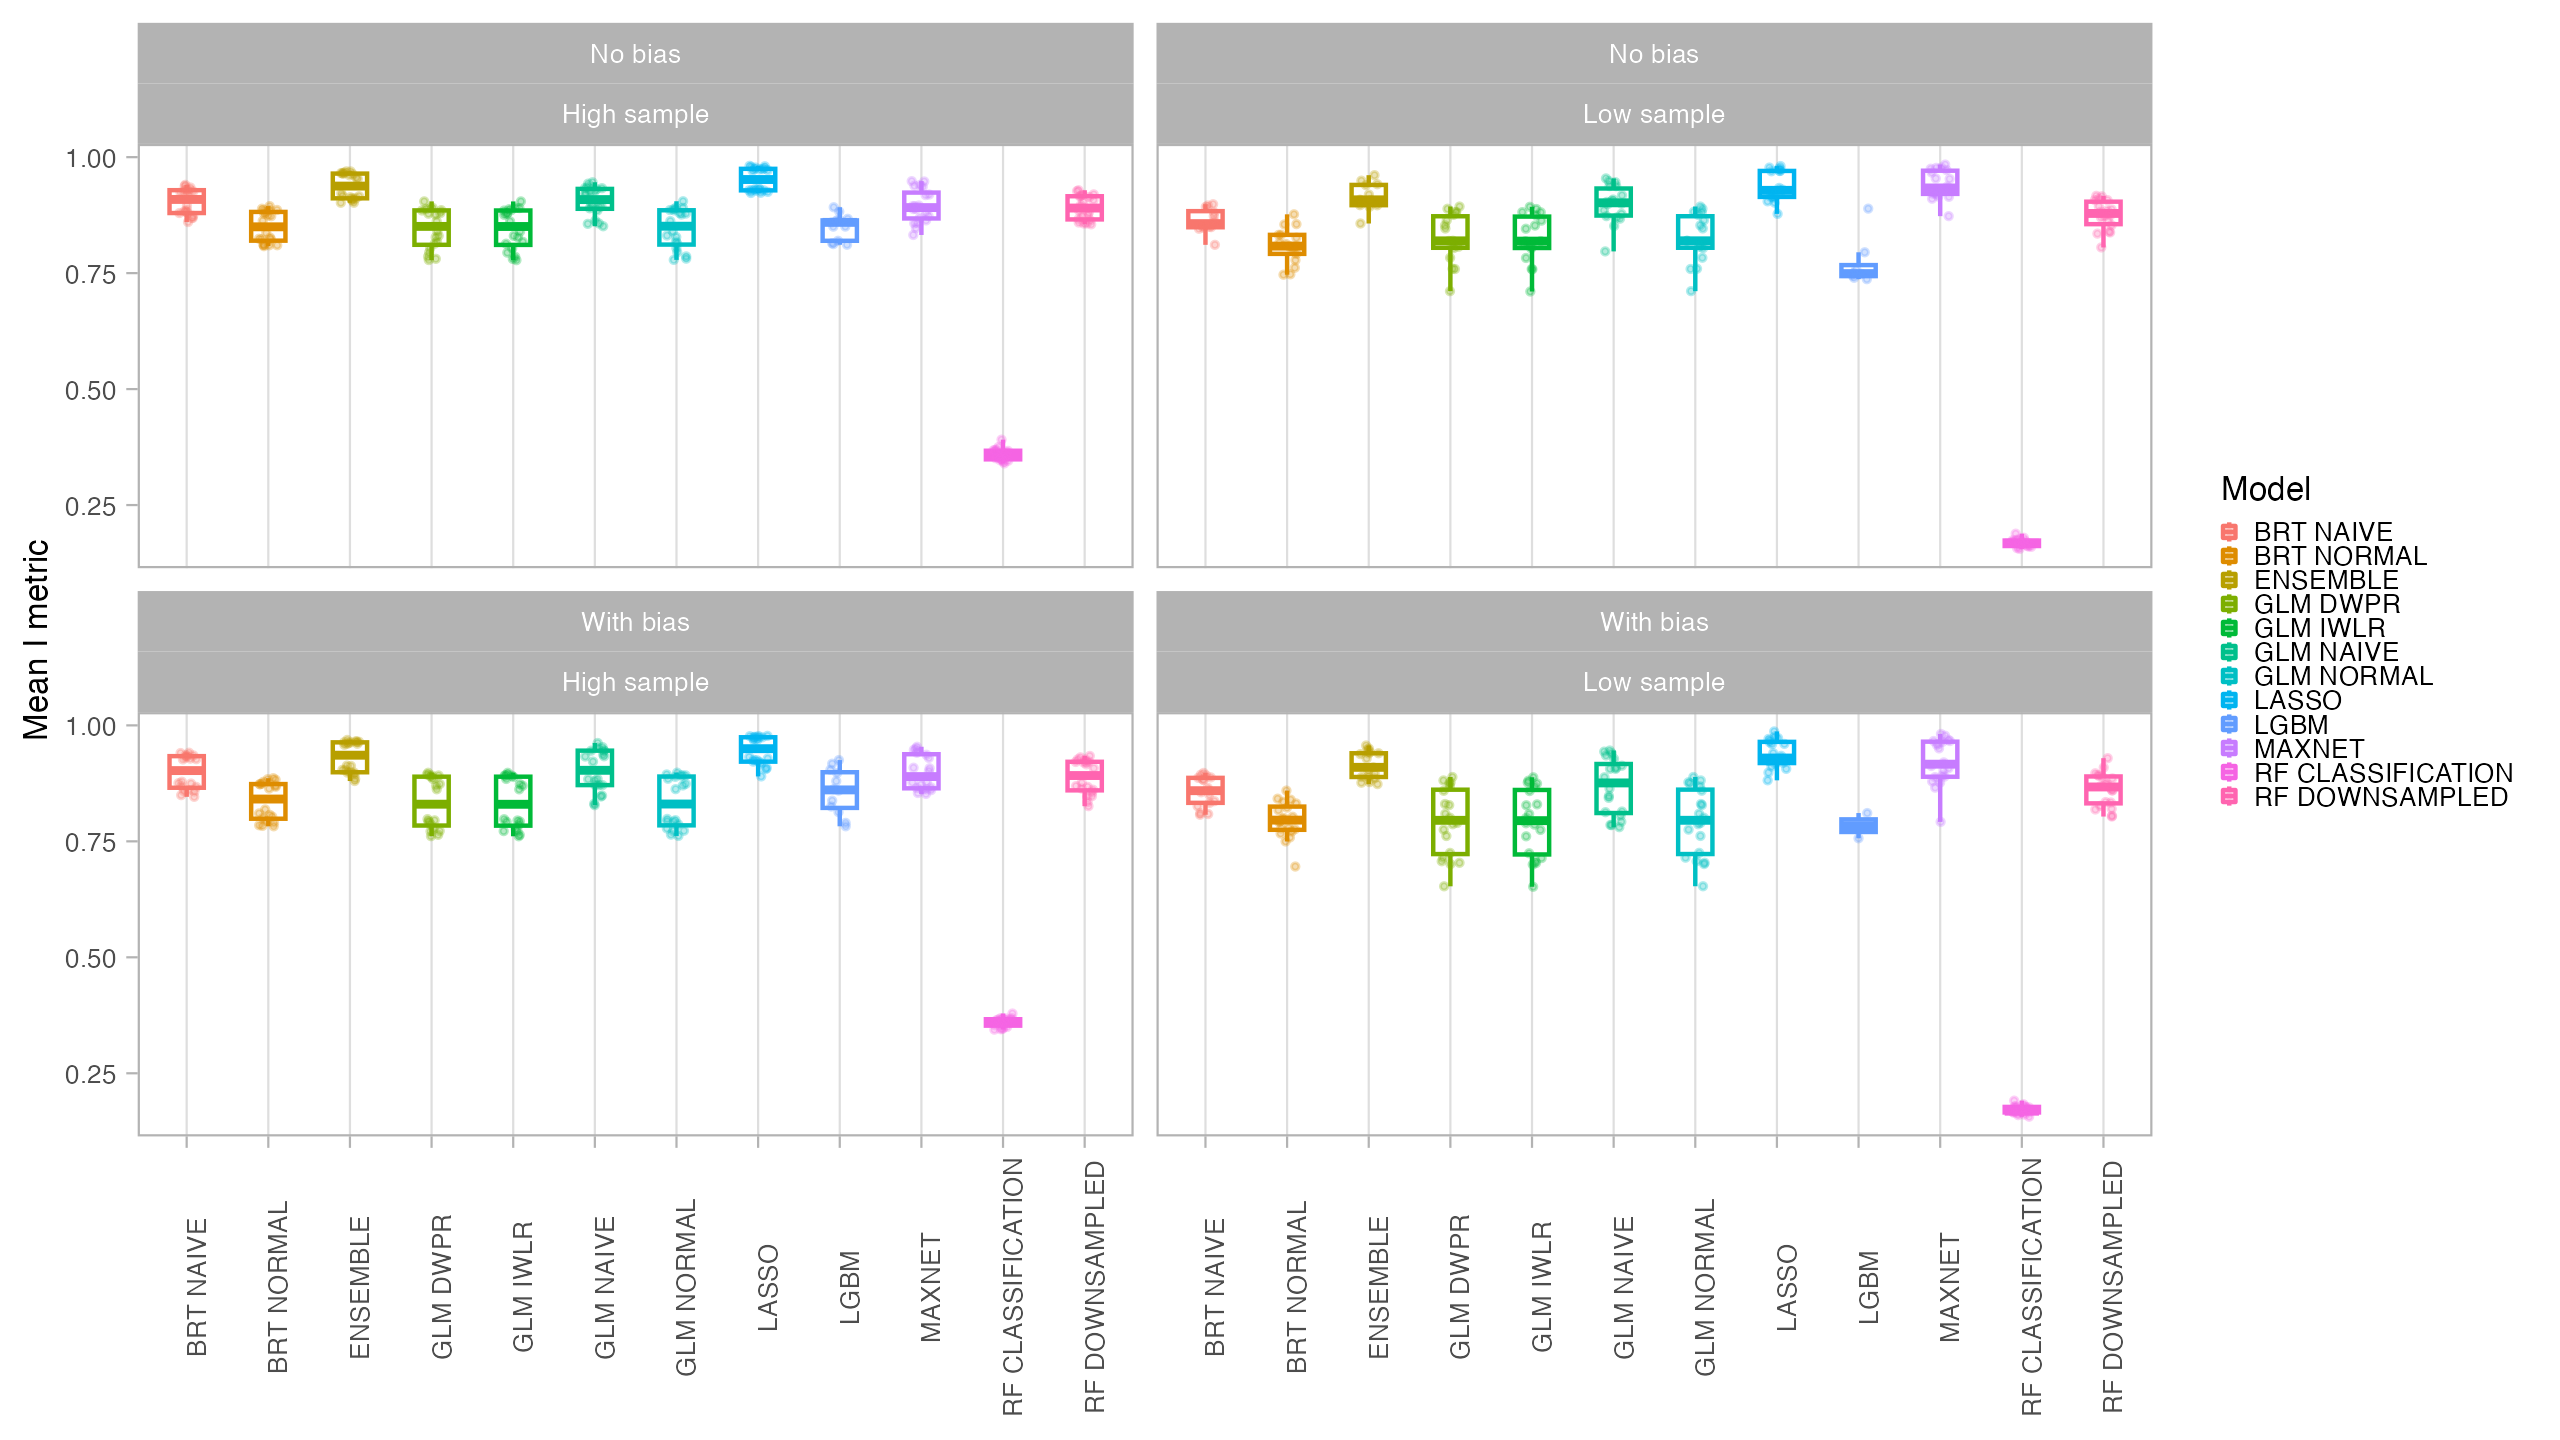 No bias
High sample
No bias
Low sample
1.00
0.75
0.50
0.25
With bias
High sample
With bias
Low sample
1.00
0.75
0.50
0.25
Mean I metric
BRT NAIVE
BRT NORMAL
ENSEMBLE
GLM DWPR
GLM IWLR
GLM NAIVE
GLM NORMAL
LASSO
LGBM
MAXNET
RF CLASSIFICATION
RF DOWNSAMPLED
BRT NAIVE
BRT NORMAL
ENSEMBLE
GLM DWPR
GLM IWLR
GLM NAIVE
GLM NORMAL
LASSO
LGBM
MAXNET
RF CLASSIFICATION
RF DOWNSAMPLED
Model
BRT NAIVE
BRT NORMAL
ENSEMBLE
GLM DWPR
GLM IWLR
GLM NAIVE
GLM NORMAL
LASSO
LGBM
MAXNET
RF CLASSIFICATION
RF DOWNSAMPLED